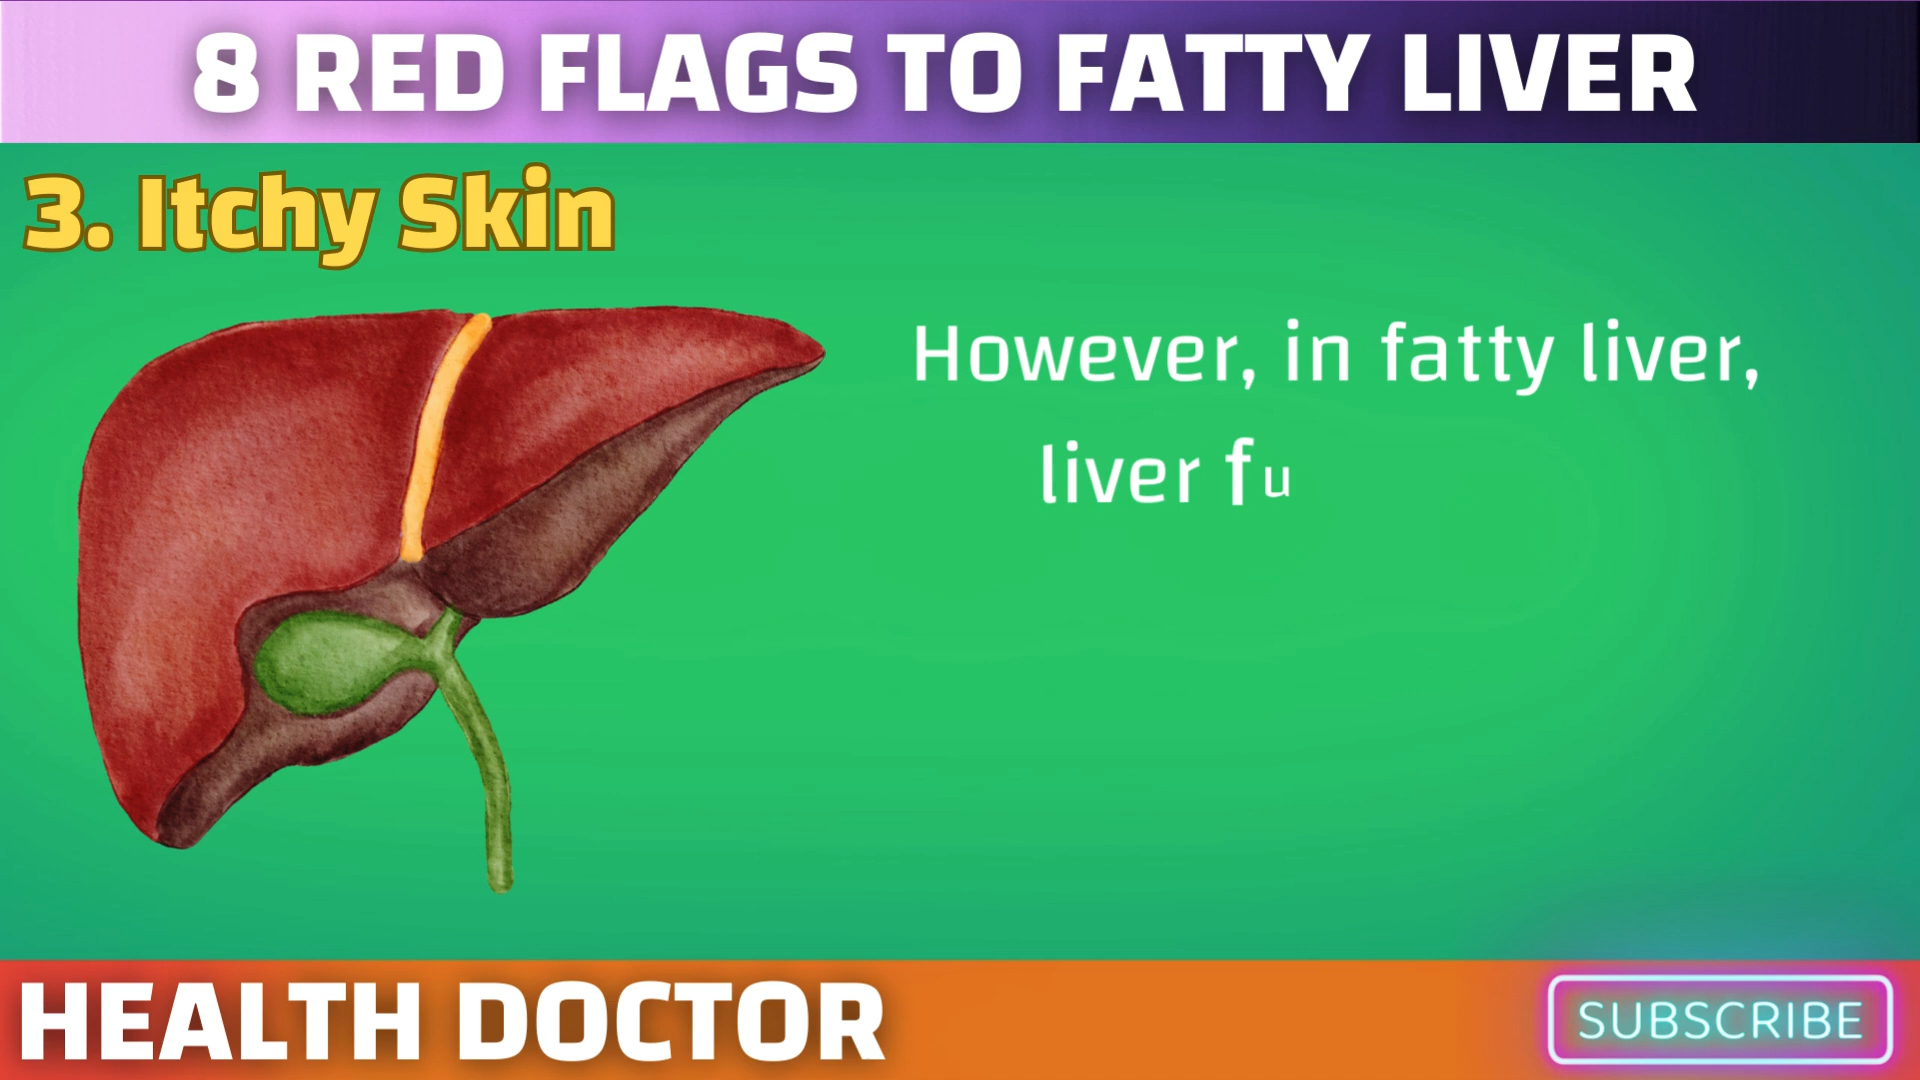 8 RED FLAGS TO FATTY LIVER
3. Itchy Skin
However, in fatty liver,
liver fu
HEALTH DOCTOR
SUBSCRIBE